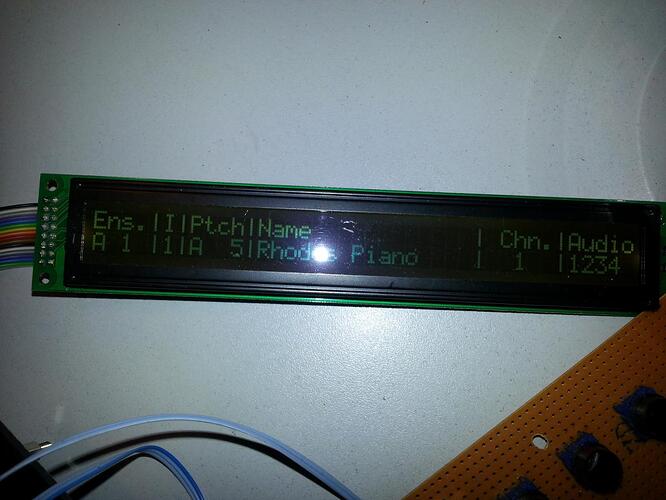 Ens.|I|Ptch|Name | Chn.|Audio
A 1 |1|A 5|Rhodes Piano | 1 |1234